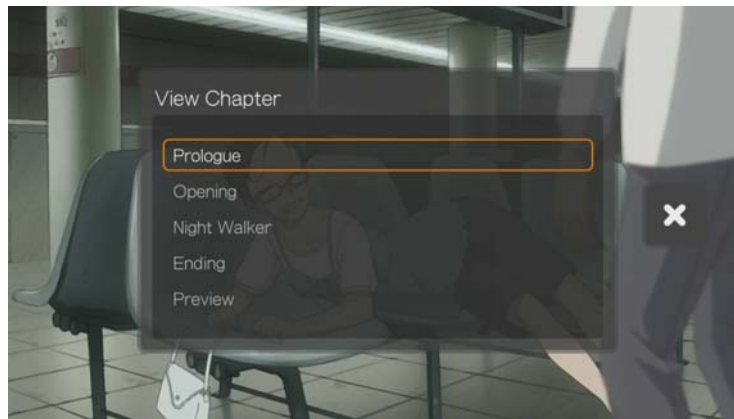 View Chapter
Prologue
Opening
Night Walker
Ending
Preview